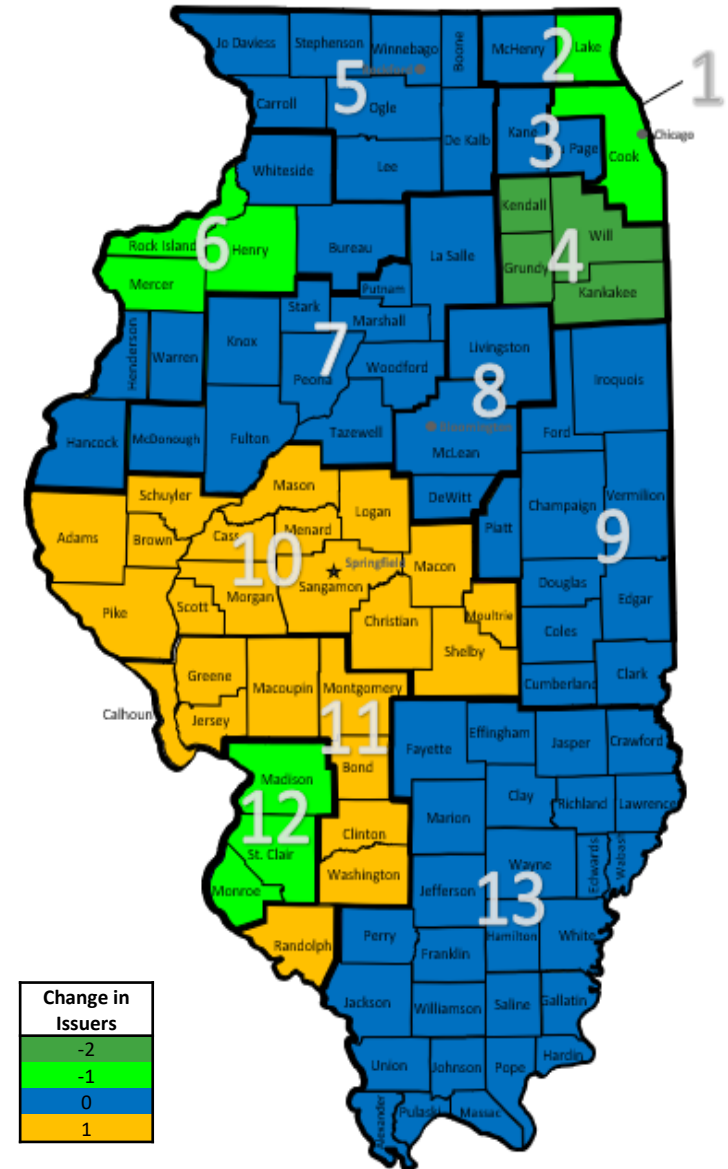 Jo Daviess
Stephenson
Winnebago
Boone
McHenry
2
Lake
1
Rockford
5
Carroll
Ogle
De Kalb
Kane
3
Page
Cook
Chicago
Whiteside
Lee
Kendall
Will
Rock Island
6
Henry
Bureau
La Salle
Grundy
4
Mercer
Putnam
Kankakee
Stark
Marshall
Henderson
Warren
Knox
7
Peoria
Woodford
Livingston
8
Iroquois
Hancock
McDonough
Fulton
Tazewell
Bloomington
McLean
Ford
Schuyler
Mason
Logan
DeWitt
Piatt
Champaign
Vermilion
9
Adams
Brown
Cass
Menard
10
Springfield
Sangamon
Macon
Pike
Scott
Morgan
Christian
Moultrie
Shelby
Douglas
Edgar
Coles
Cumberland
Clark
Greene
Macoupin
Montgomery
Calhoun
Jersey
11
Bond
Fayette
Effingham
Jasper
Crawford
Madison
12
St. Clair
Monroe
Clinton
Washington
Marion
Clay
Richland
Lawrence
Wayne
Edwards
Wabash
Jefferson
13
Randolph
Perry
Franklin
Hamilton
White
Jackson
Williamson
Saline
Gallatin
Union
Johnson
Pope
Hardin
Alexander
Pulaski
Massac
Change in
Issuers
-2
-1
0
1